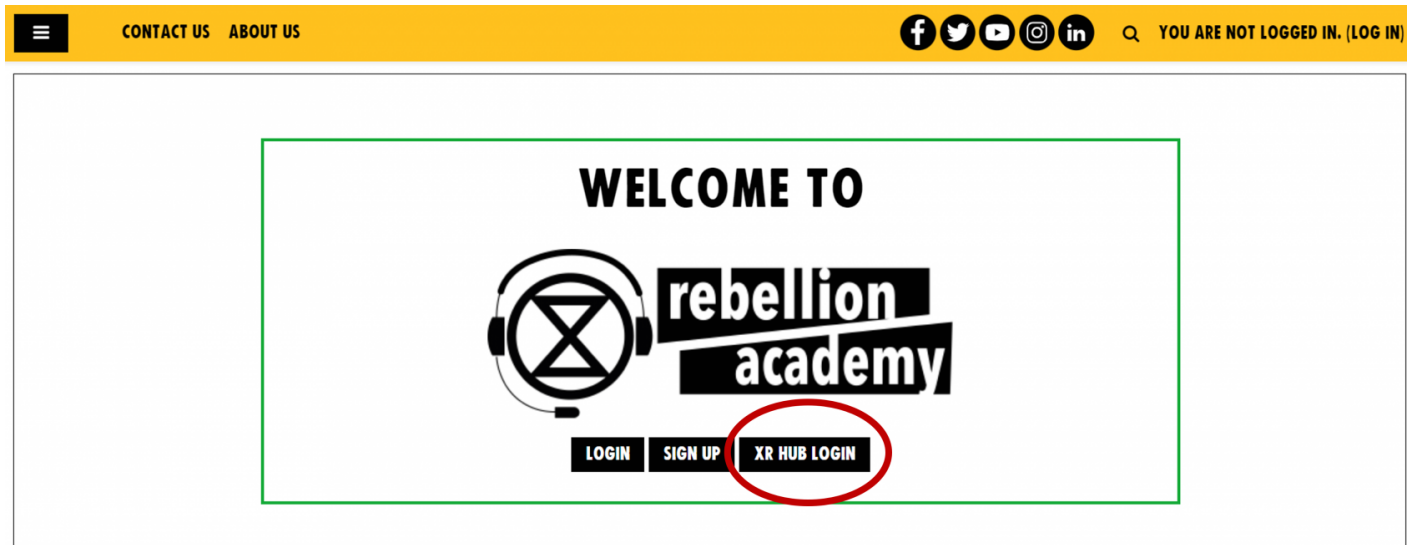 CONTACT US ABOUT US YOU ARE NOT LOGGED IN. (LOG IN)
WELCOME TO
rebellion
academy
LOGIN SIGN UP XR HUB LOGIN